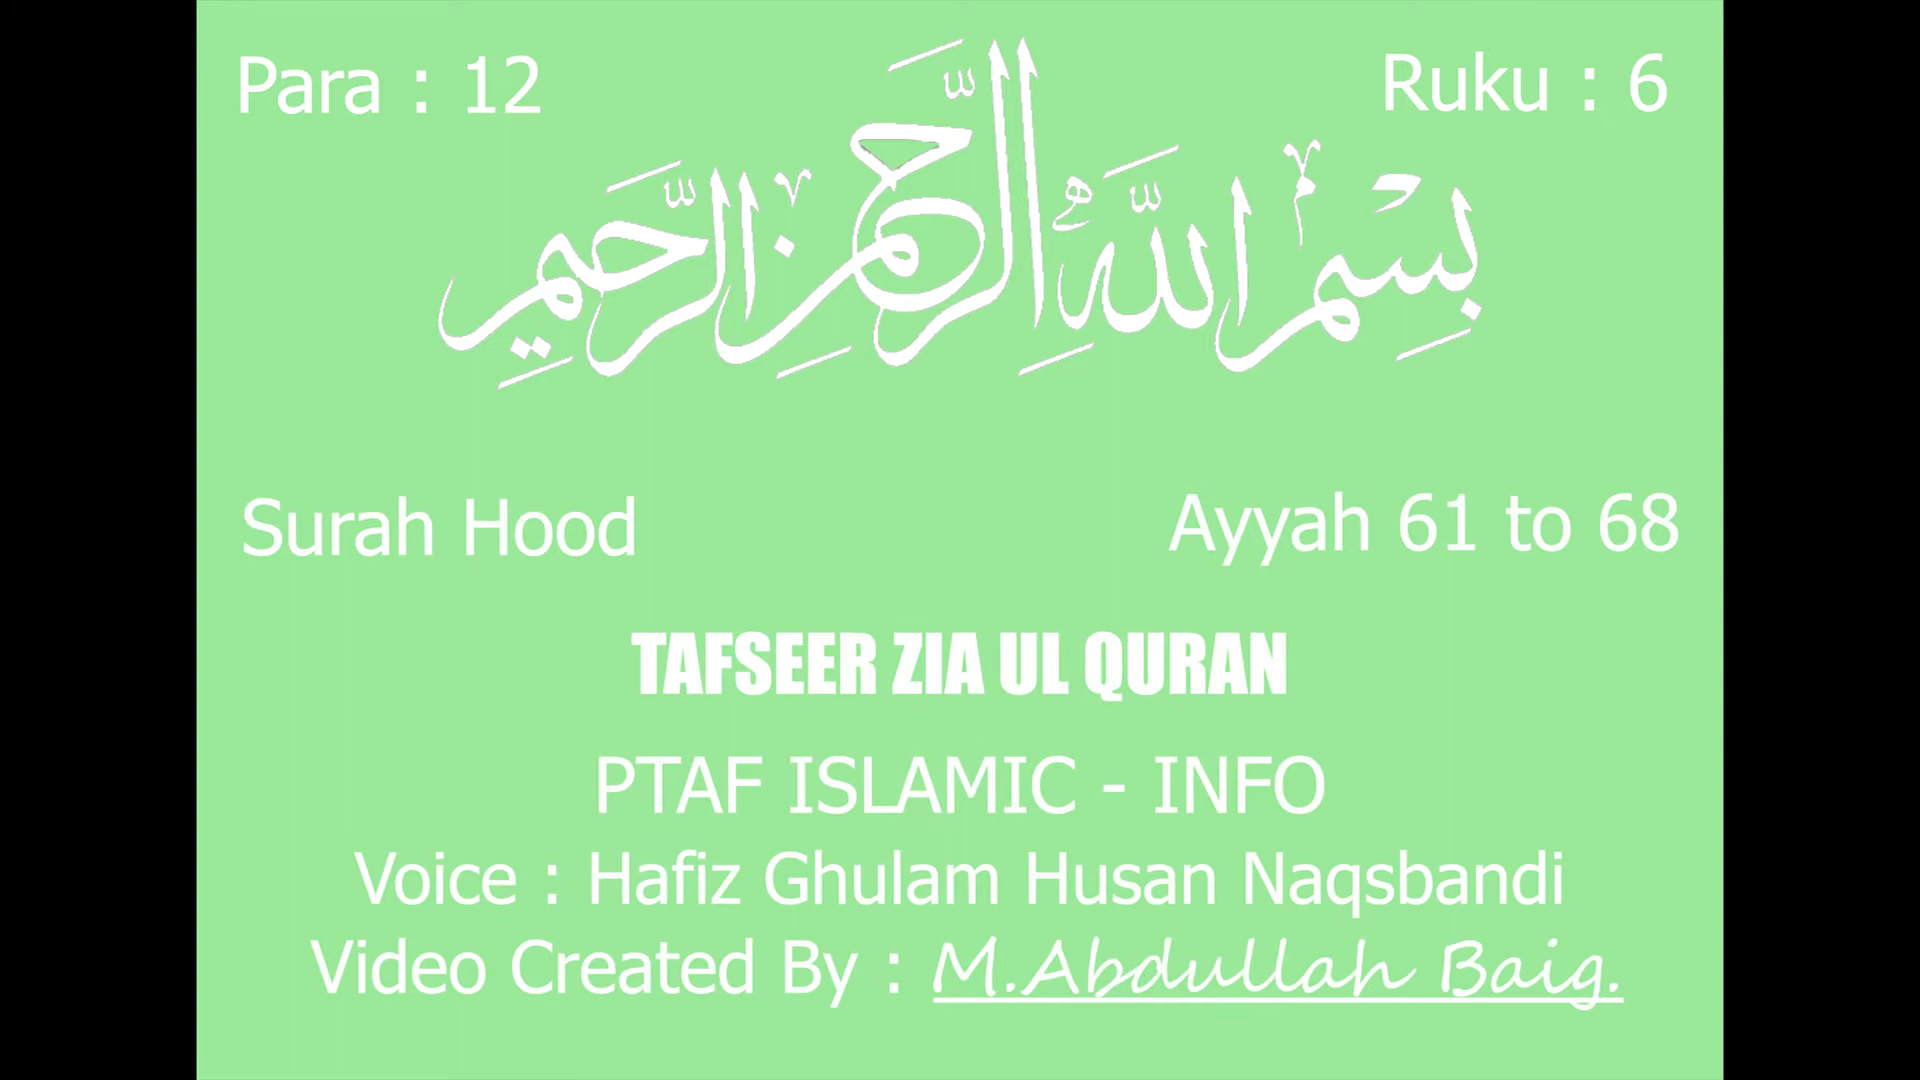 Para : 12
Ruku : 6
بِسْمِ اللهِ الرَّحْمٰنِ الرَّحِيْمِ
Surah Hood
Ayyah 61 to 68
TAFSEER ZIA UL QURAN
PTAF ISLAMIC - INFO
Voice : Hafiz Ghulam Husan Naqsbandi
Video Created By : M.Abdullah Baig.